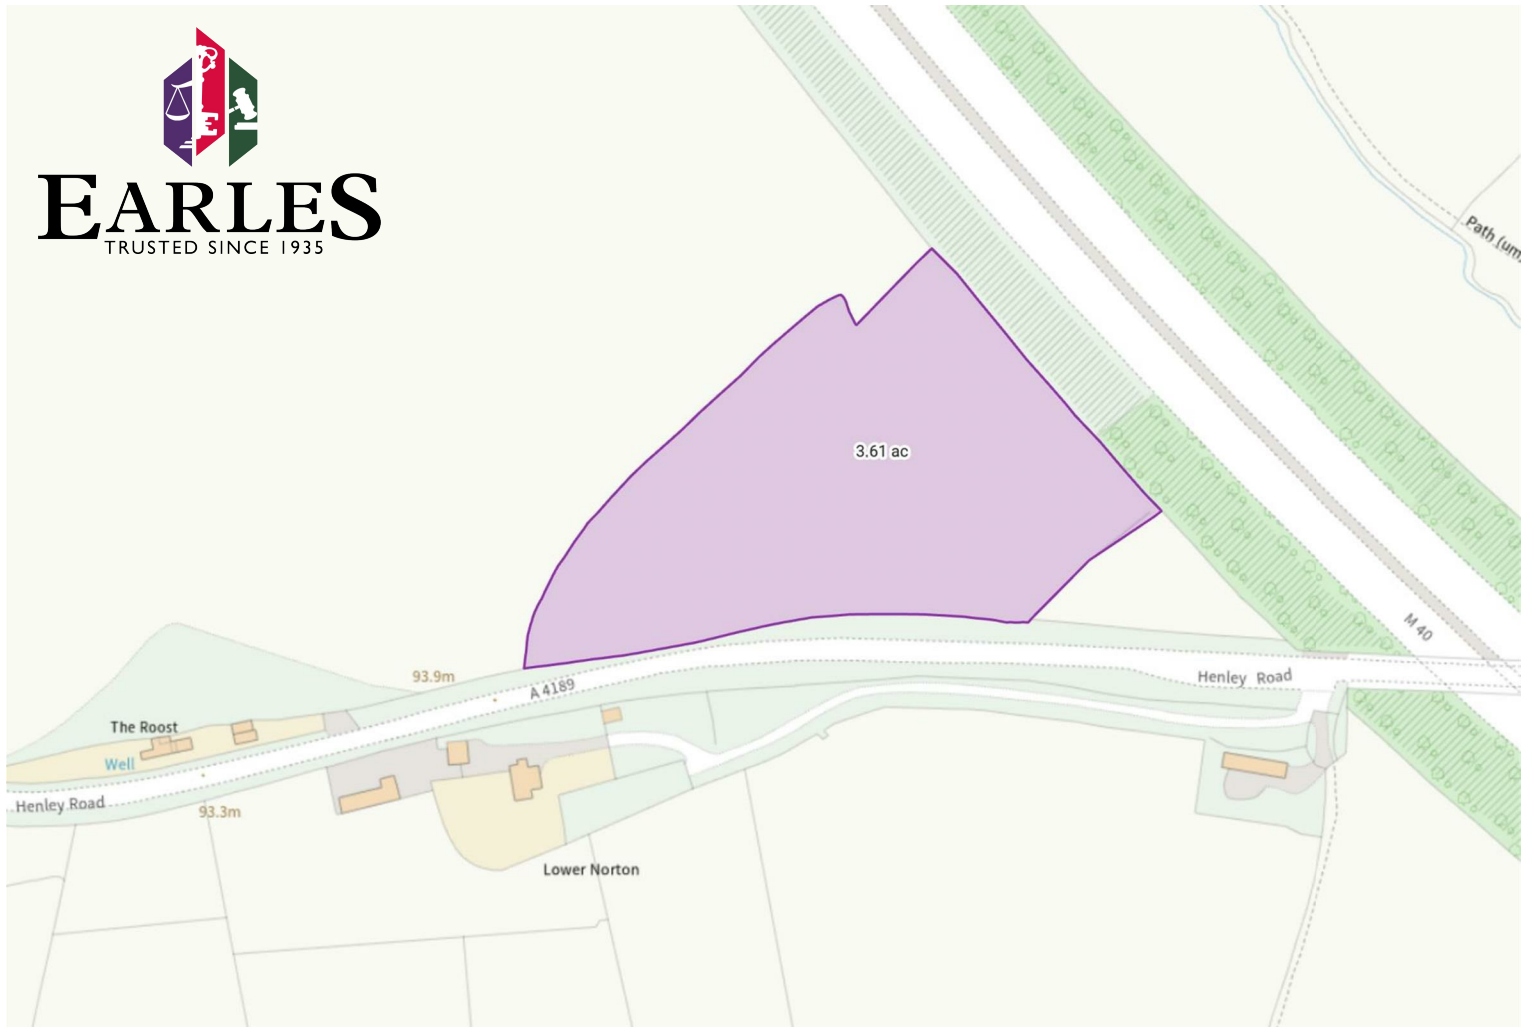 E
EARLES
TRUSTED SINCE 1935
Path (um
3.61 ac
M 40
93.9m
A 4189
Henley Road
The Roost
Well
Henley Road
93.3m
Lower Norton